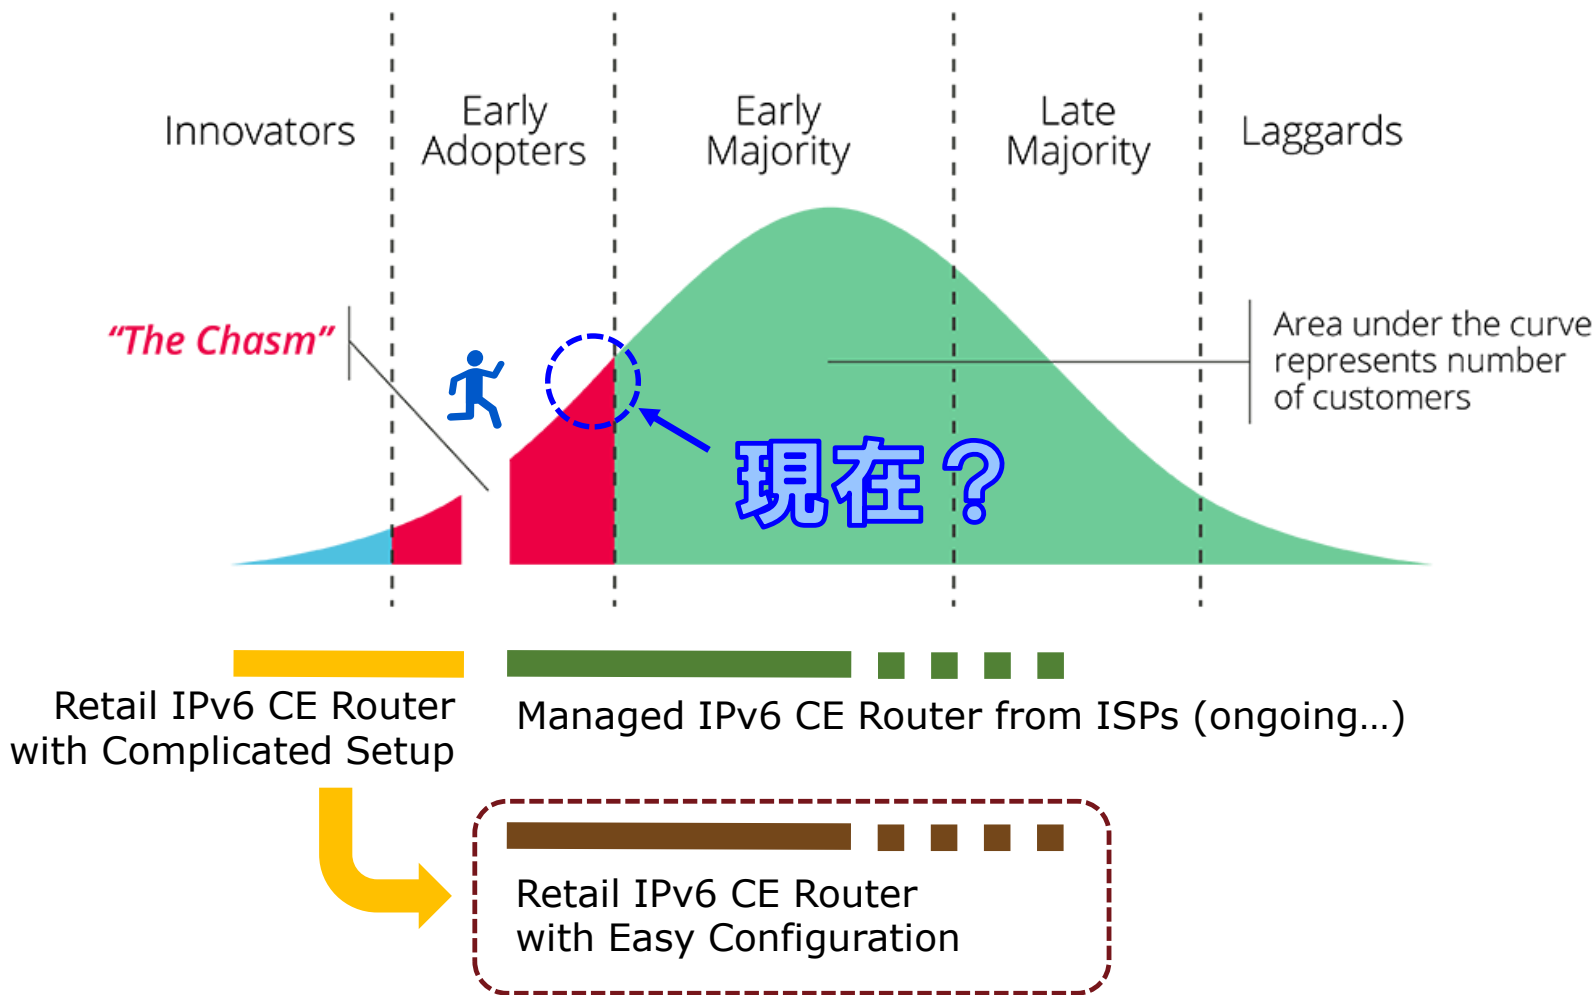 Innovators
Early
Adopters
Early
Majority
Late
Majority
Laggards
“The Chasm”
Area under the curve
represents number
of customers
現在？
Retail IPv6 CE Router
with Complicated Setup
Managed IPv6 CE Router from ISPs (ongoing…)
Retail IPv6 CE Router
with Easy Configuration